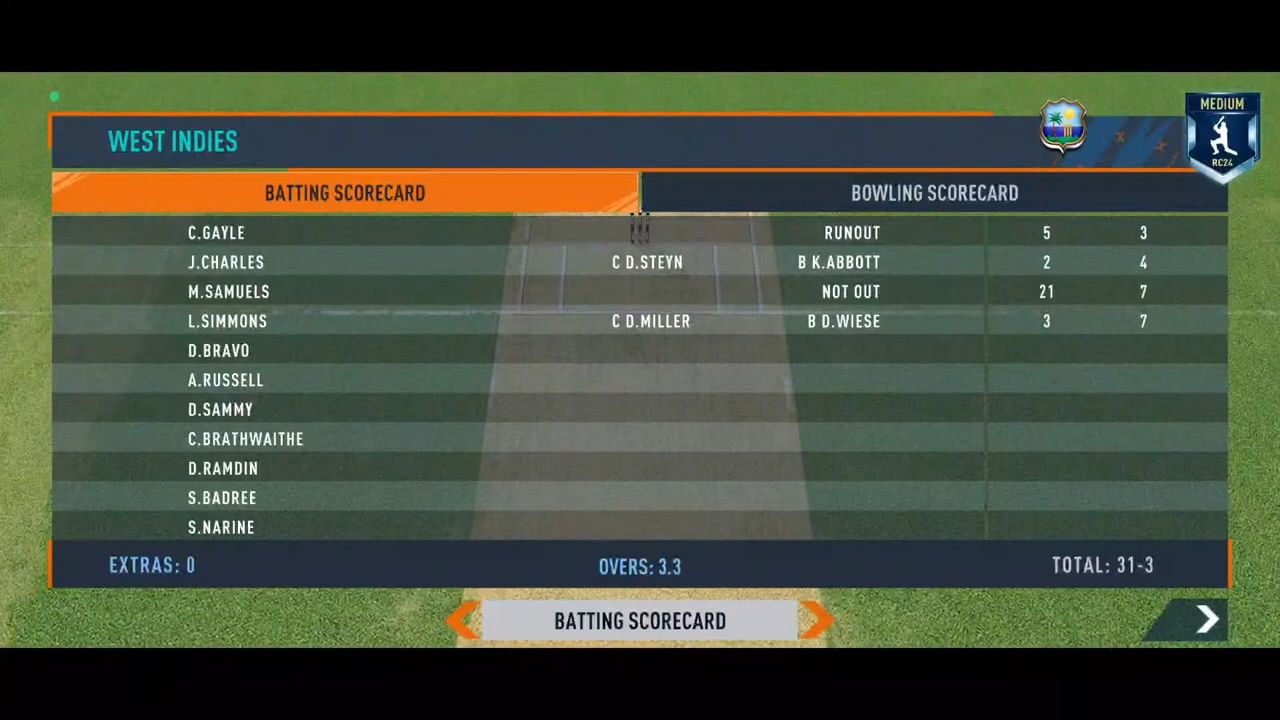 MEDIUM
RC24
WEST INDIES
BATTING SCORECARD BOWLING SCORECARD
C.GAYLE RUNOUT 5 3
J.CHARLES C D.STEYN B K.ABBOTT 2 4
M.SAMUELS NOT OUT 21 7
L.SIMMONS C D.MILLER B D.WIESE 3 7
D.BRAVO
A.RUSSELL
D.SAMMY
C.BRATHWAITHE
D.RAMDIN
S.BADREE
S.NARINE
EXTRAS: 0 OVERS: 3.3 TOTAL: 31-3
BATTING SCORECARD